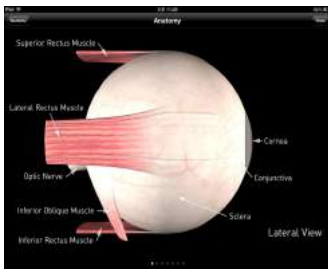 Anatomy
Superior Rectus Muscle
Lateral Rectus Muscle
Cornea
Optic Nerve
Conjunctiva
Inferior Oblique Muscle
Sclera
Inferior Rectus Muscle
Lateral View